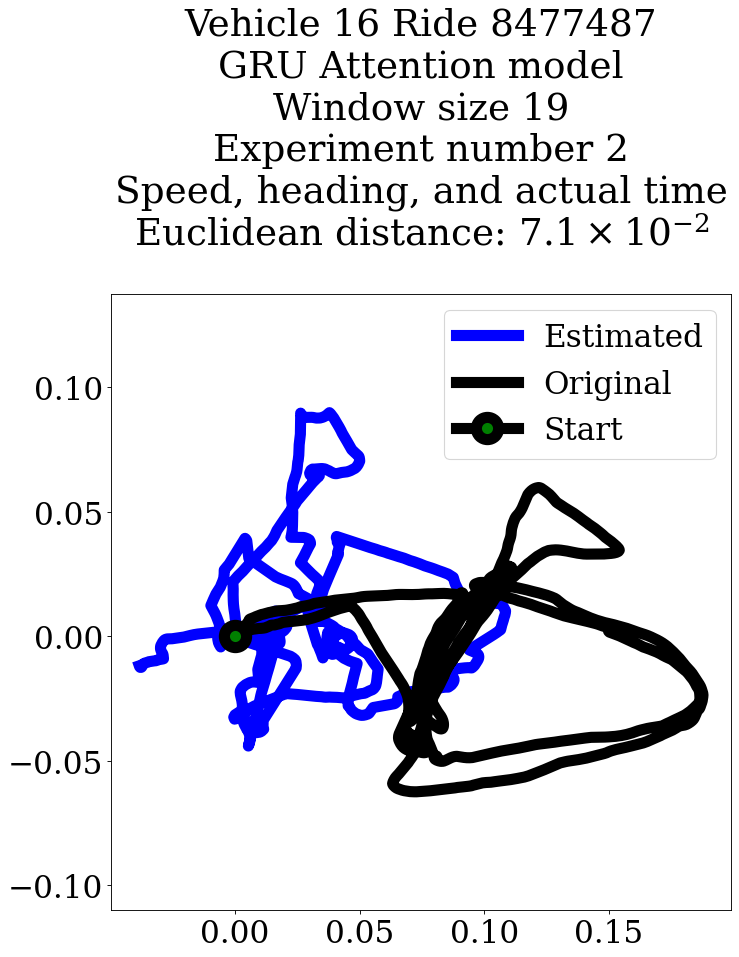 Vehicle 16 Ride 8477487
GRU Attention model
Window size 19
Experiment number 2
Speed, heading, and actual time
Euclidean distance: 7.1 × 10⁻²
Estimated
Original
Start
0.10
0.05
0.00
−0.05
−0.10
0.00 0.05 0.10 0.15